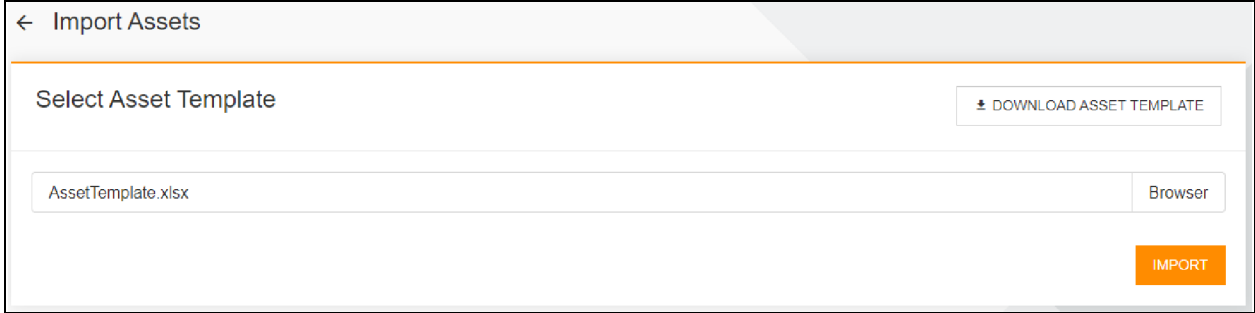 Import Assets
Select Asset Template
DOWNLOAD ASSET TEMPLATE
AssetTemplate.xlsx
Browser
IMPORT